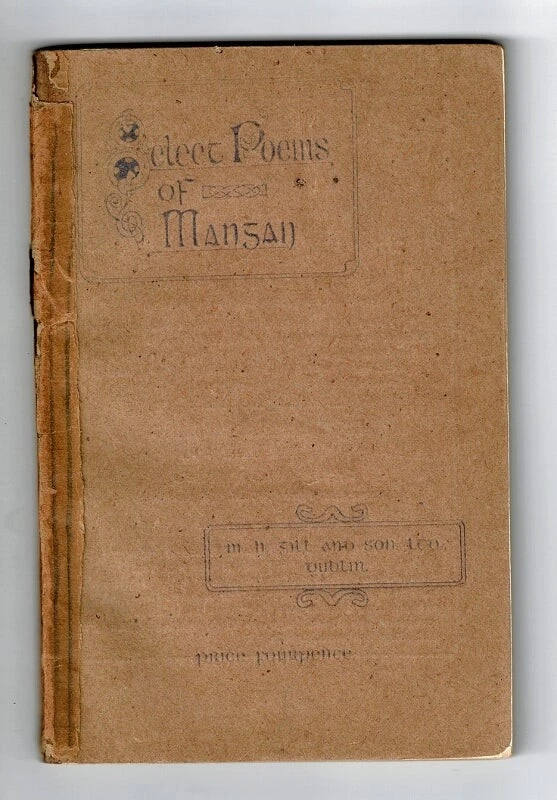 Select Poems
of
Mangan
M. H. Gill and Son, Ltd.,
Dublin.
Price Fourpence